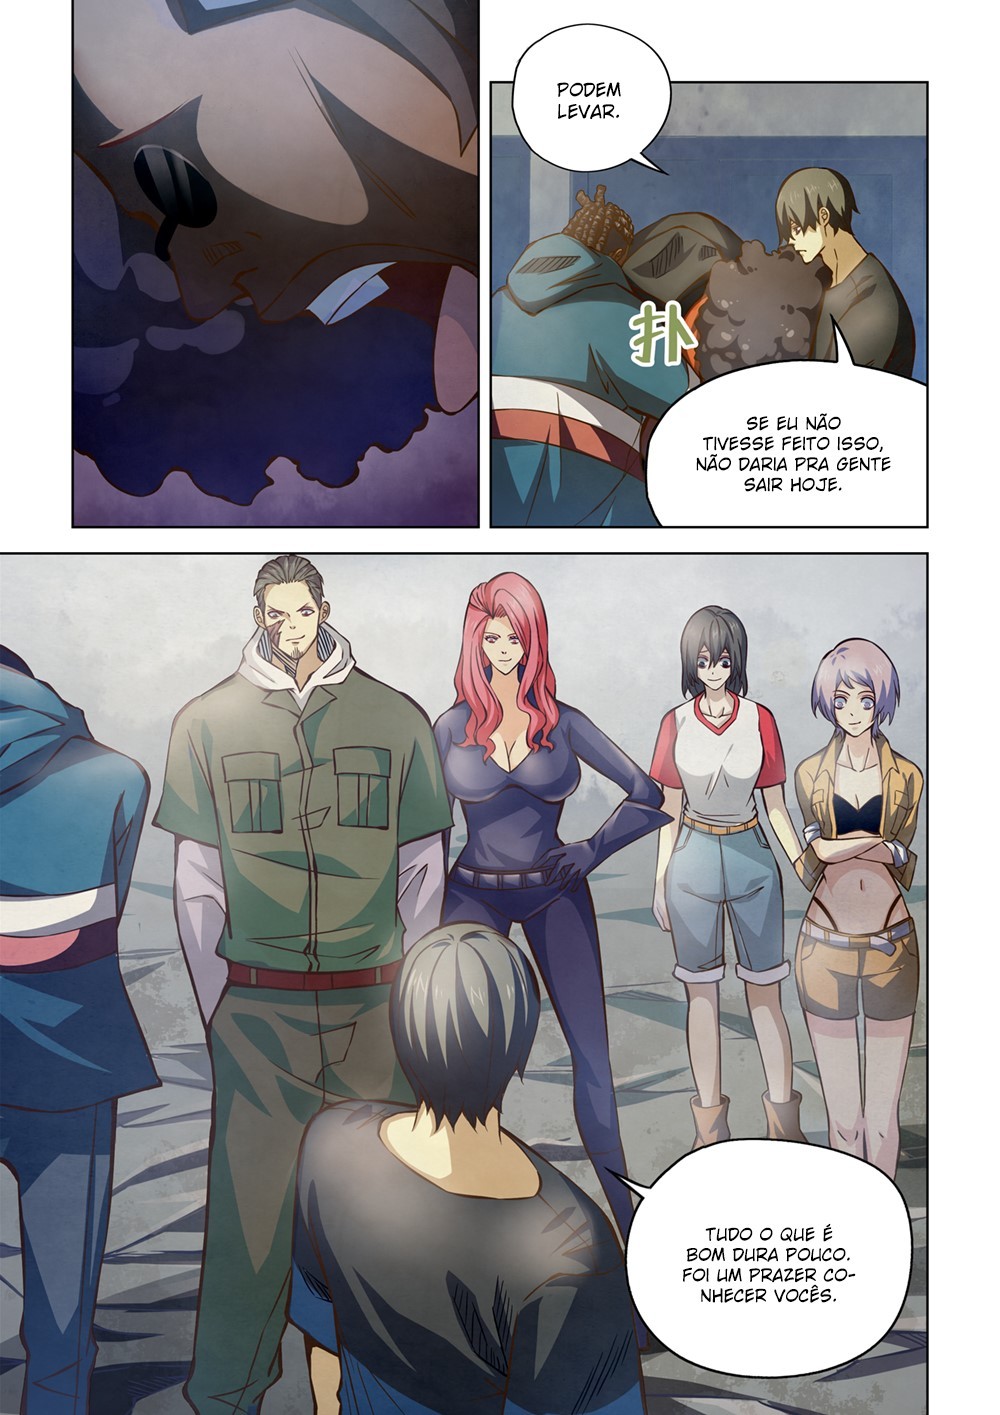 PODEM
LEVAR.
扑
SE EU NÃO
TIVESSE FEITO ISSO,
NÃO DARIA PRA GENTE
SAIR HOJE.
TUDO O QUE É
BOM DURA POUCO.
FOI UM PRAZER CO-
NHECER VOCÊS.